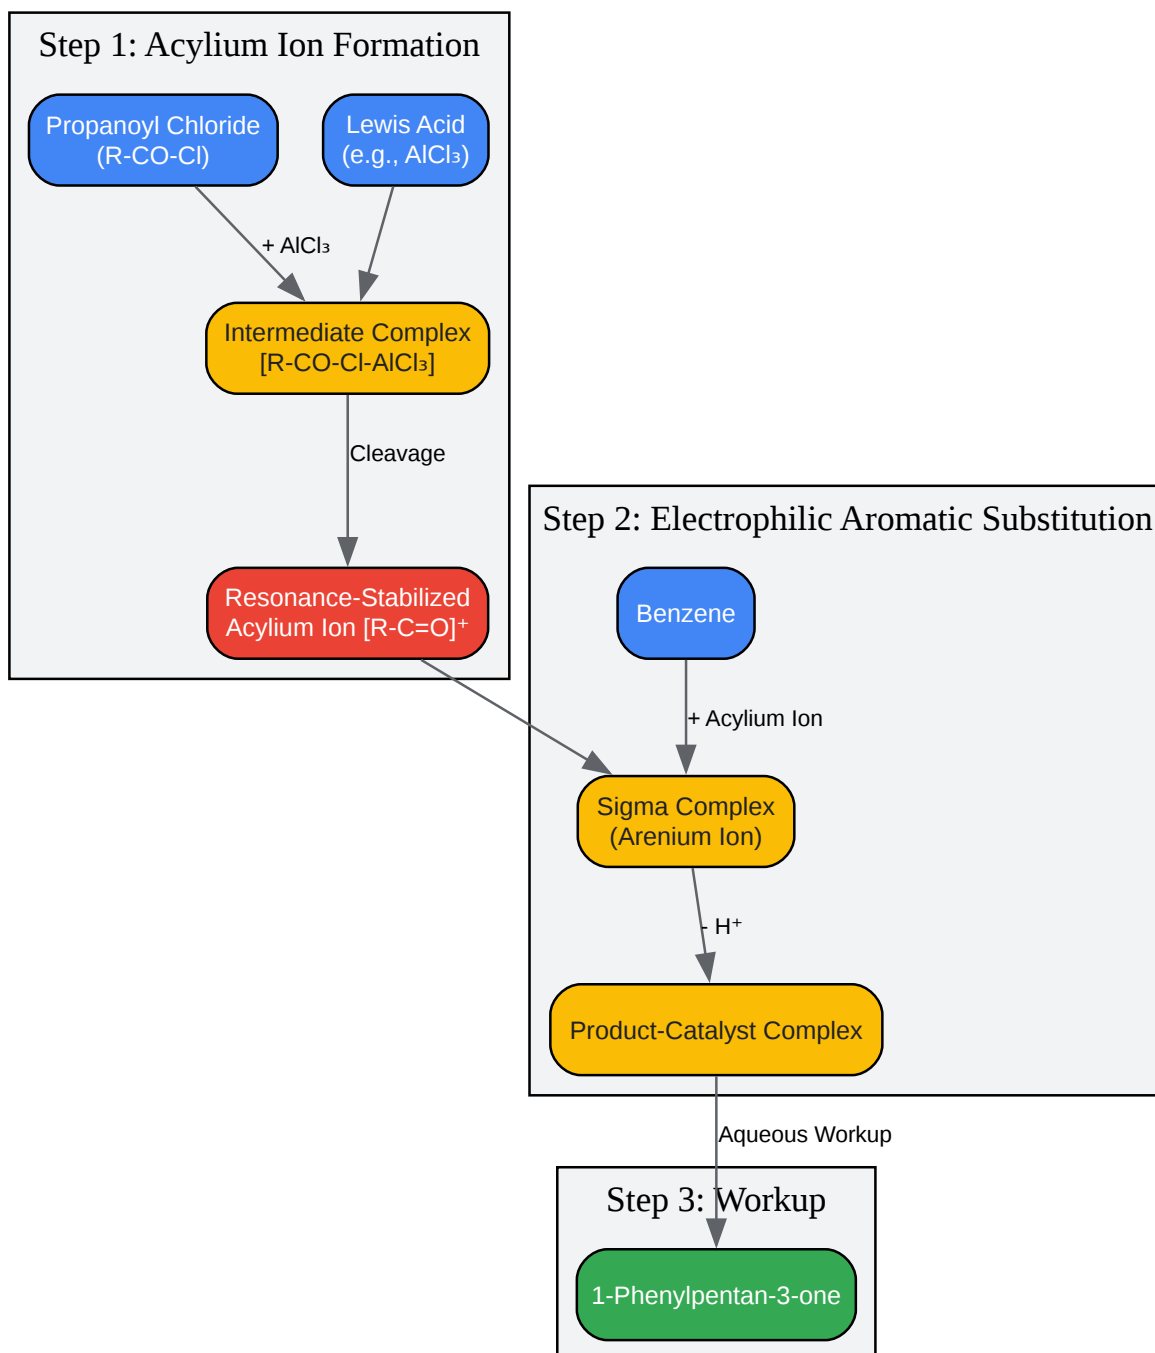 Step 1: Acylium Ion Formation
Propanoyl Chloride
(R-CO-Cl)
Lewis Acid
(e.g., AlCl₃)
+ AlCl₃
Intermediate Complex
[R-CO-Cl-AlCl₃]
Cleavage
Resonance-Stabilized
Acylium Ion [R-C=O]⁺
Step 2: Electrophilic Aromatic Substitution
Benzene
+ Acylium Ion
Sigma Complex
(Arenium Ion)
- H⁺
Product-Catalyst Complex
Aqueous Workup
Step 3: Workup
1-Phenylpentan-3-one